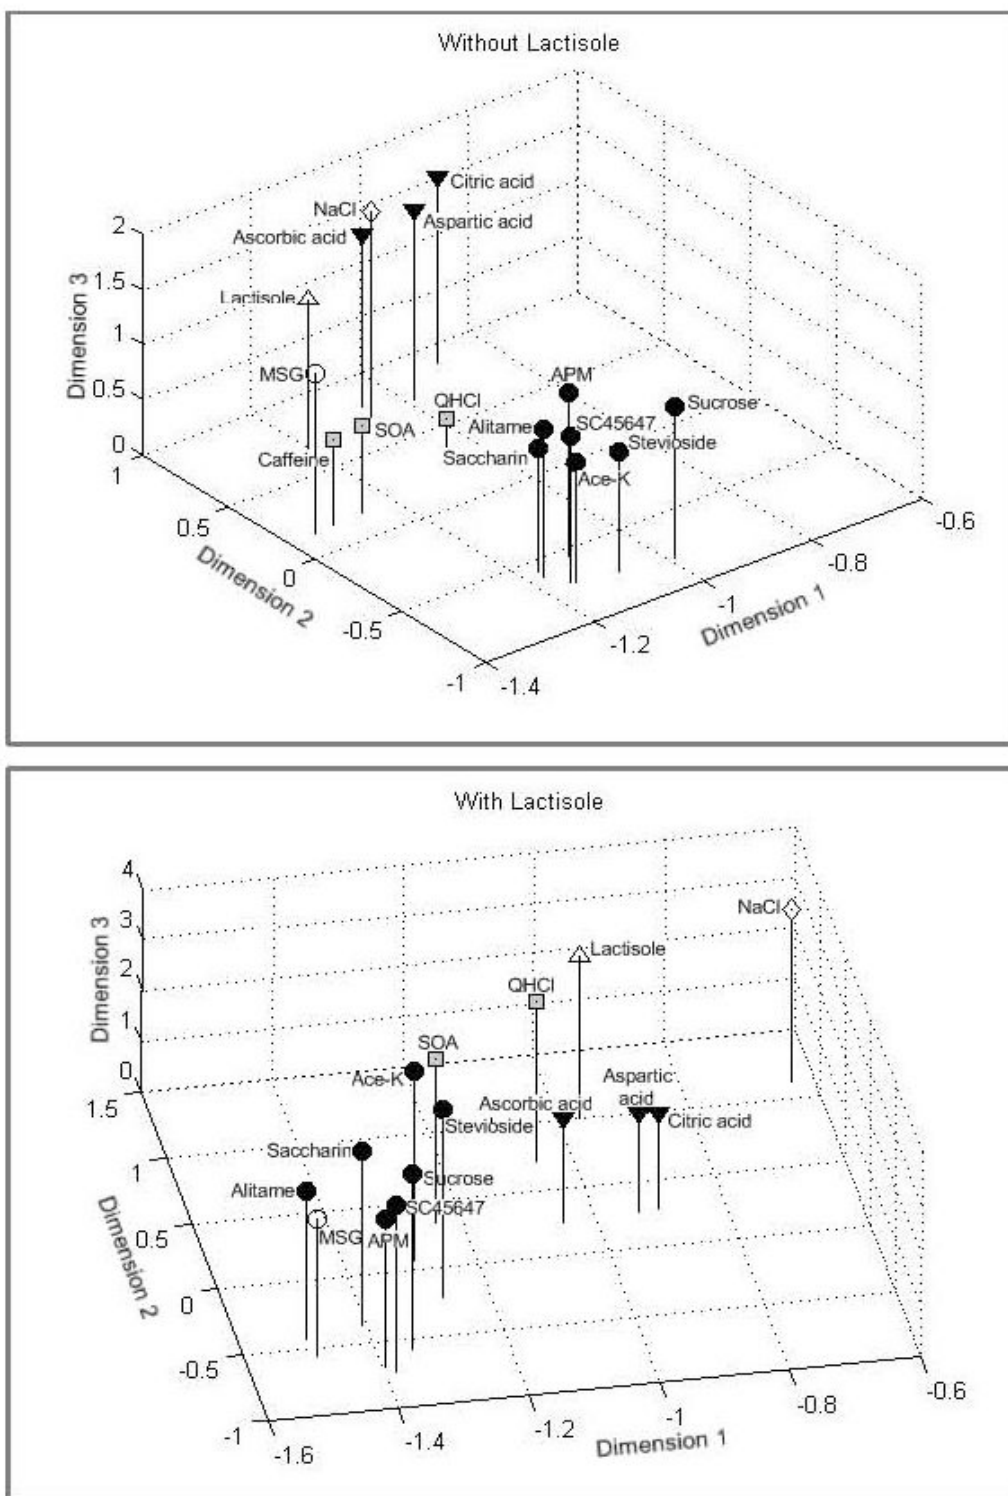 Without Lactisole
Citric acid
NaCl
Aspartic acid
Ascorbic acid
2
1.5
1
0.5
0
Dimension 3
Lactisole
MSG
APM
QHCl
Sucrose
SOA
Alitame
SC45647
Stevioside
Caffeine
Saccharin
Ace-K
1
0.5
0
-0.5
-1
Dimension 2
-1.4
-1.2
-1
-0.8
-0.6
Dimension 1
With Lactisole
4
3
2
1
0
Dimension 3
NaCl
Lactisole
QHCl
SOA
Ace-K
Aspartic
acid
Ascorbic acid
Citric acid
Stevioside
Saccharin
Sucrose
Alitame
SC45647
MSG
APM
1.5
1
0.5
0
-0.5
-1
Dimension 2
-1.6
-1.4
-1.2
-1
-0.8
-0.6
Dimension 1